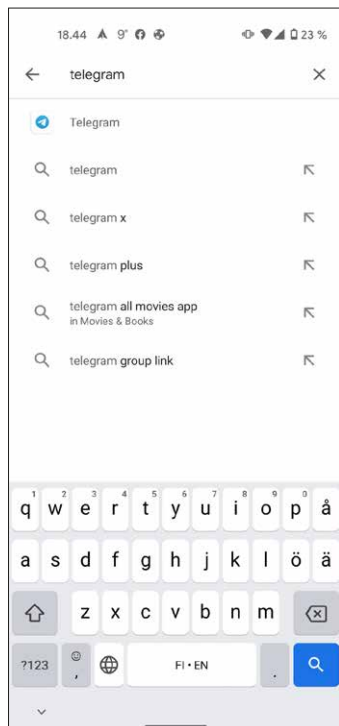 18.44 9° 23 %
telegram
Telegram
telegram
telegram x
telegram plus
telegram all movies app
in Movies & Books
telegram group link
1 2 3 4 5 6 7 8 9 0
q w e r t y u i o p å
a s d f g h j k l ö ä
z x c v b n m
?123 , FI • EN .